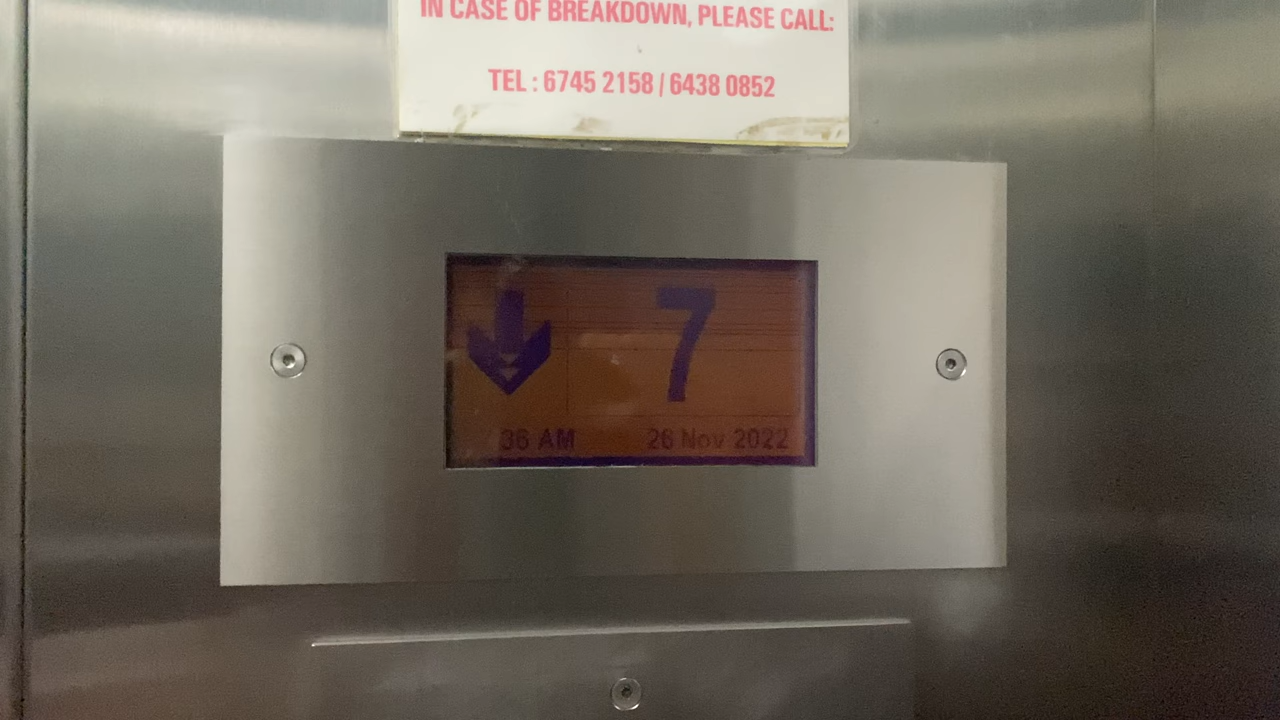 IN CASE OF BREAKDOWN, PLEASE CALL:
TEL : 6745 2158 / 6438 0852
7
36 AM 26 Nov 2022